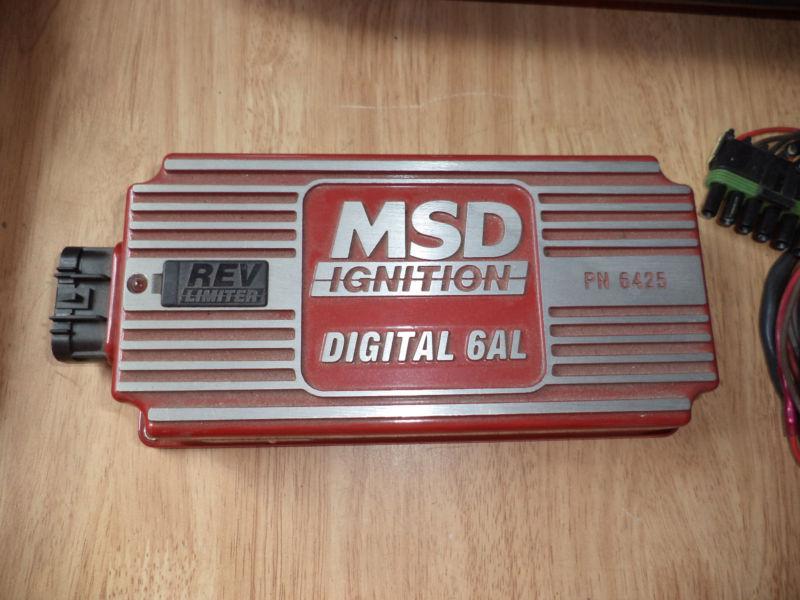 REV
LIMITER
MSD
IGNITION
DIGITAL 6AL
PN 6425